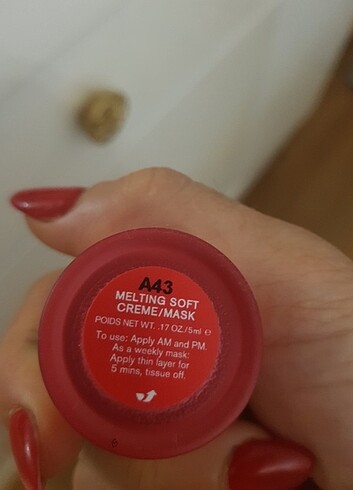 A43
MELTING SOFT
CREME/MASK
POIDS NET WT. .17 OZ./5ml ℮
To use: Apply AM and PM.
As a weekly mask:
Apply thin layer for
5 mins, tissue off.